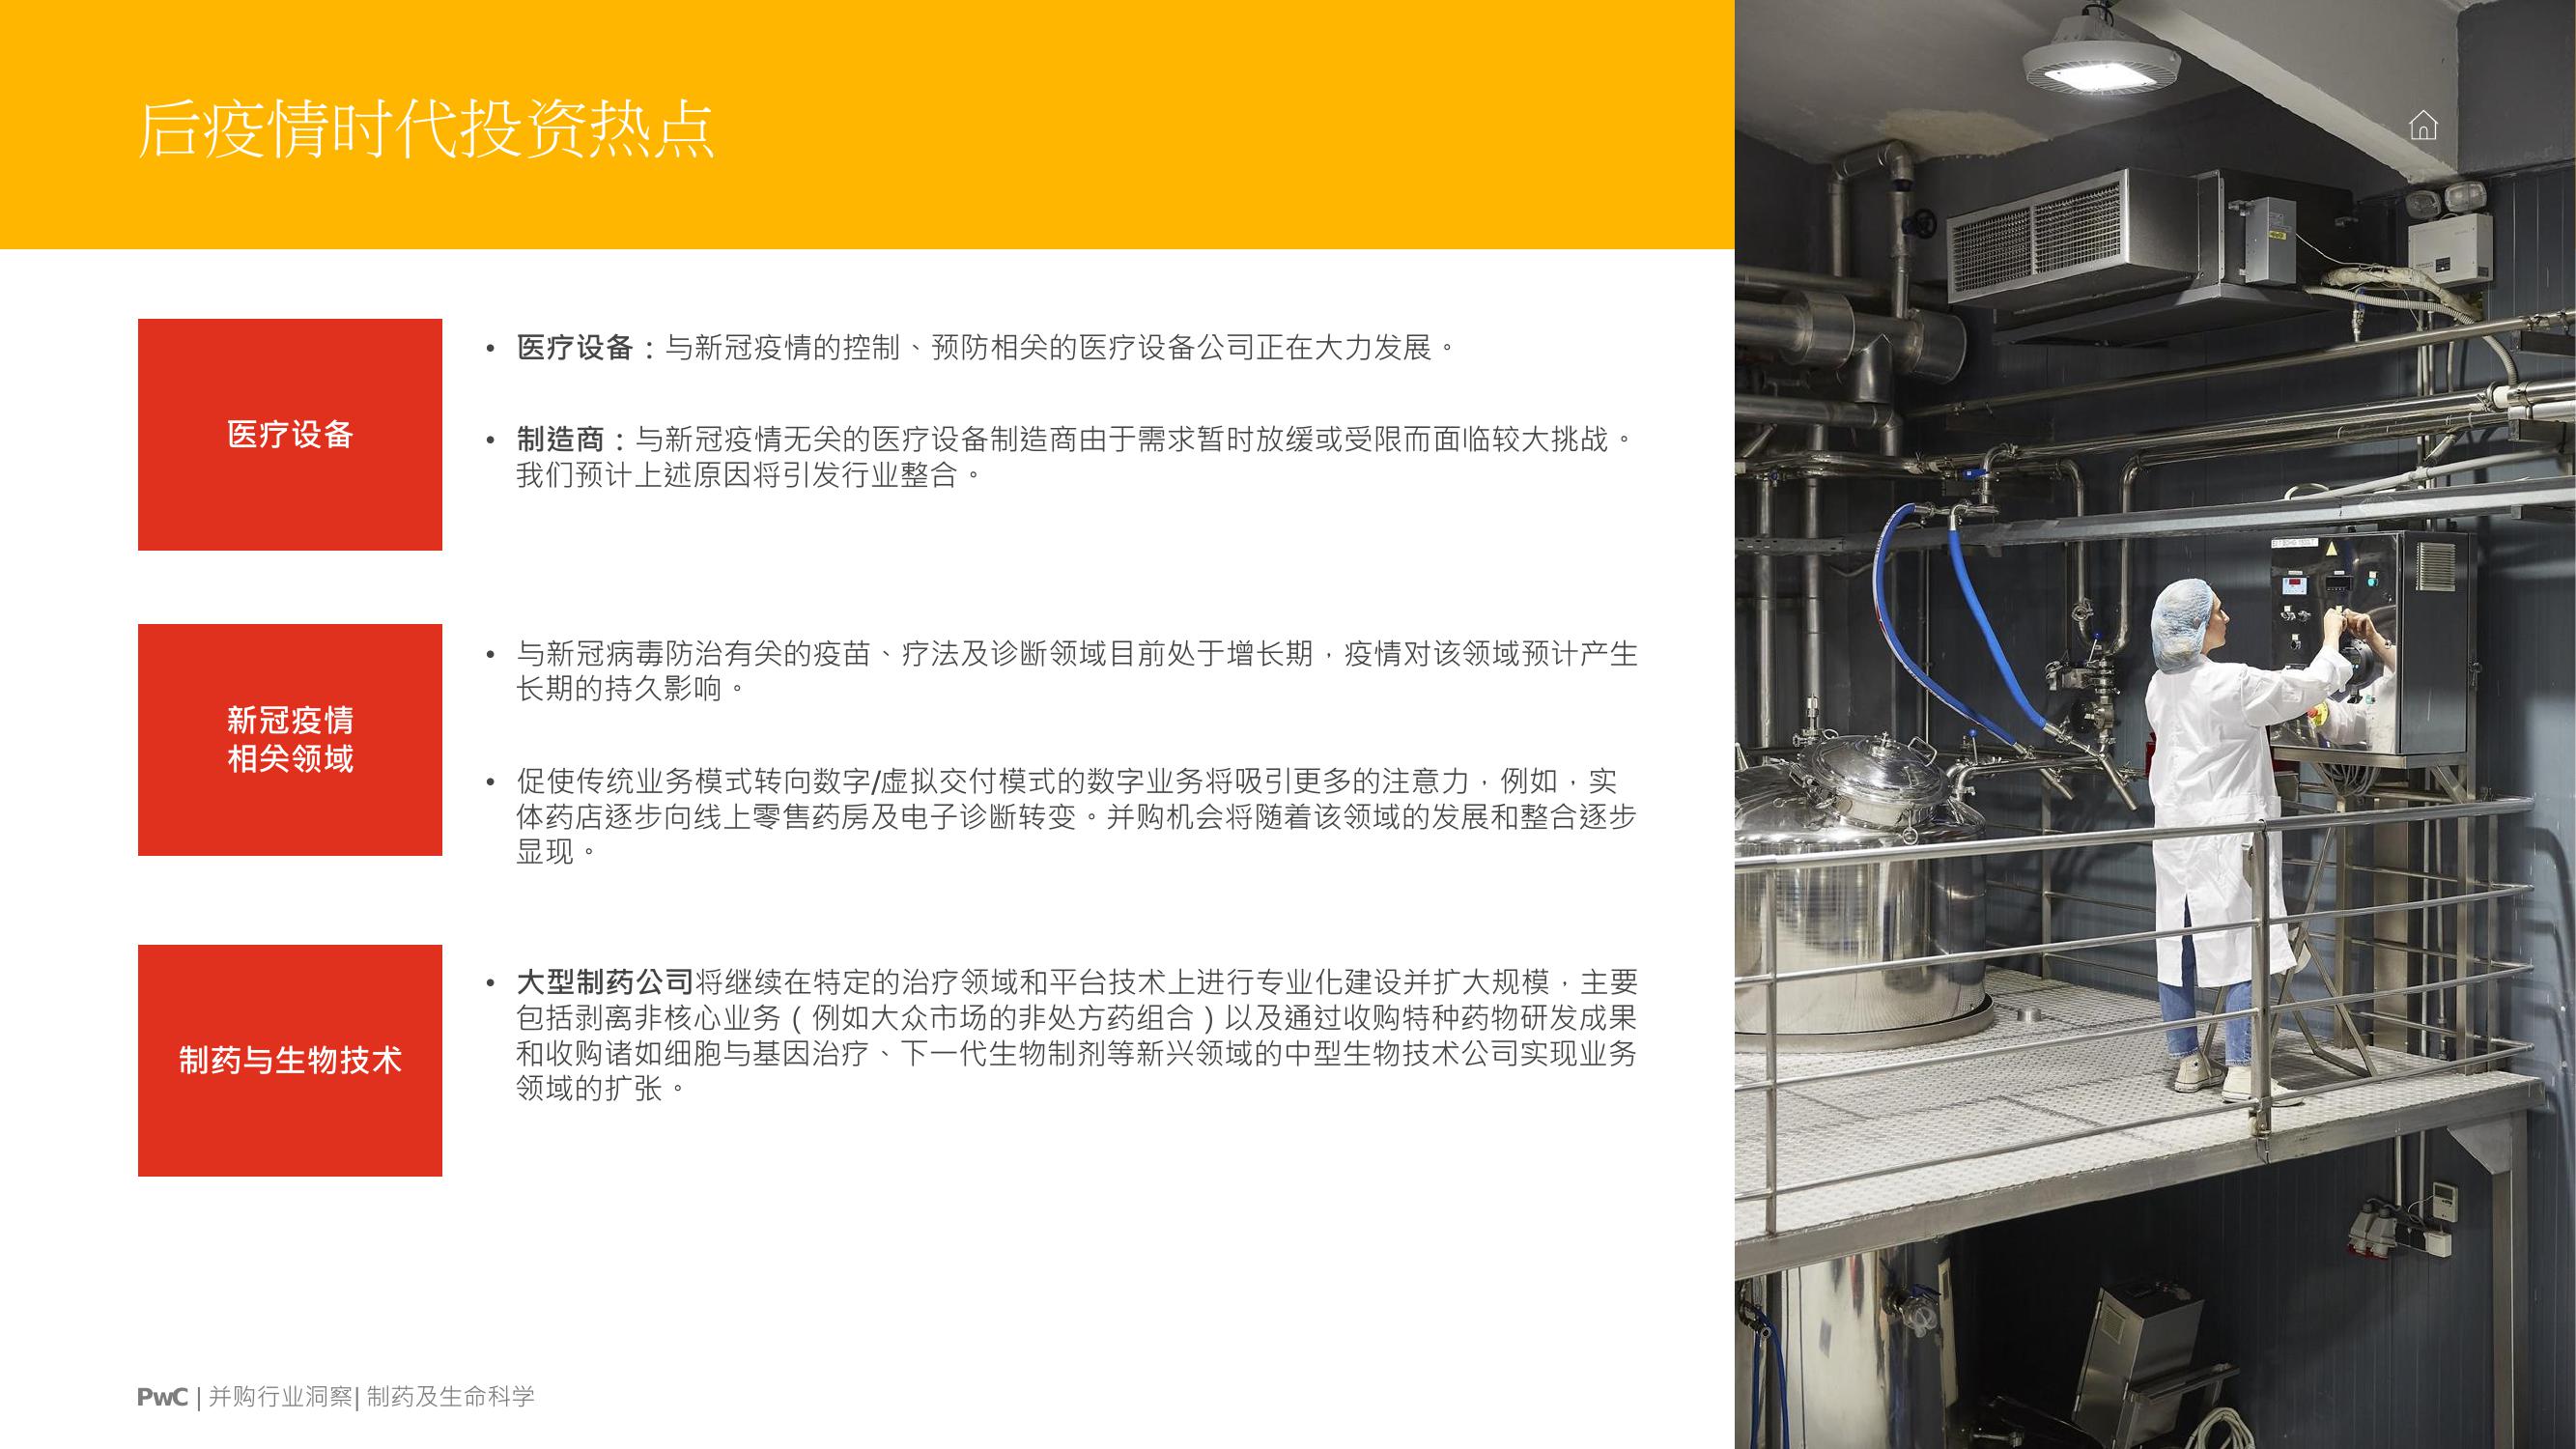 后疫情时代投资热点
医疗设备
• 医疗设备：与新冠疫情的控制、预防相关的医疗设备公司正在大力发展。
• 制造商：与新冠疫情无关的医疗设备制造商由于需求暂时放缓或受限而面临较大挑战。
我们预计上述原因将引发行业整合。
新冠疫情
相关领域
• 与新冠病毒防治有关的疫苗、疗法及诊断领域目前处于增长期，疫情对该领域预计产生
长期的持久影响。
• 促使传统业务模式转向数字/虚拟交付模式的数字业务将吸引更多的注意力，例如，实
体药店逐步向线上零售药房及电子诊断转变。并购机会将随着该领域的发展和整合逐步
显现。
制药与生物技术
• 大型制药公司将继续在特定的治疗领域和平台技术上进行专业化建设并扩大规模，主要
包括剥离非核心业务（例如大众市场的非处方药组合）以及通过收购特种药物研发成果
和收购诸如细胞与基因治疗、下一代生物制剂等新兴领域的中型生物技术公司实现业务
领域的扩张。
PwC | 并购行业洞察| 制药及生命科学